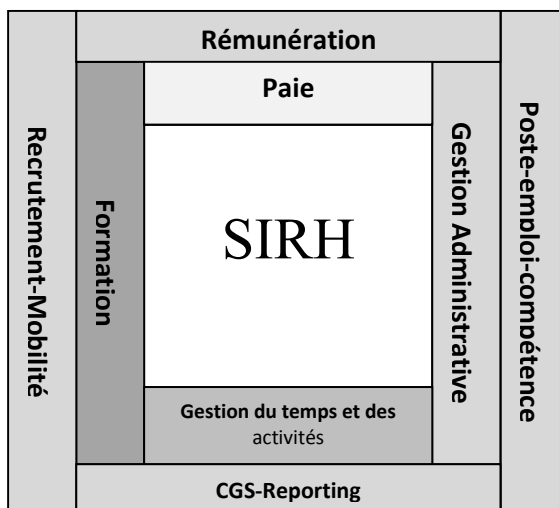 Rémunération
Paie
Recrutement-Mobilité
Formation
SIRH
Gestion Administrative
Poste-emploi-compétence
Gestion du temps et des
activités
CGS-Reporting